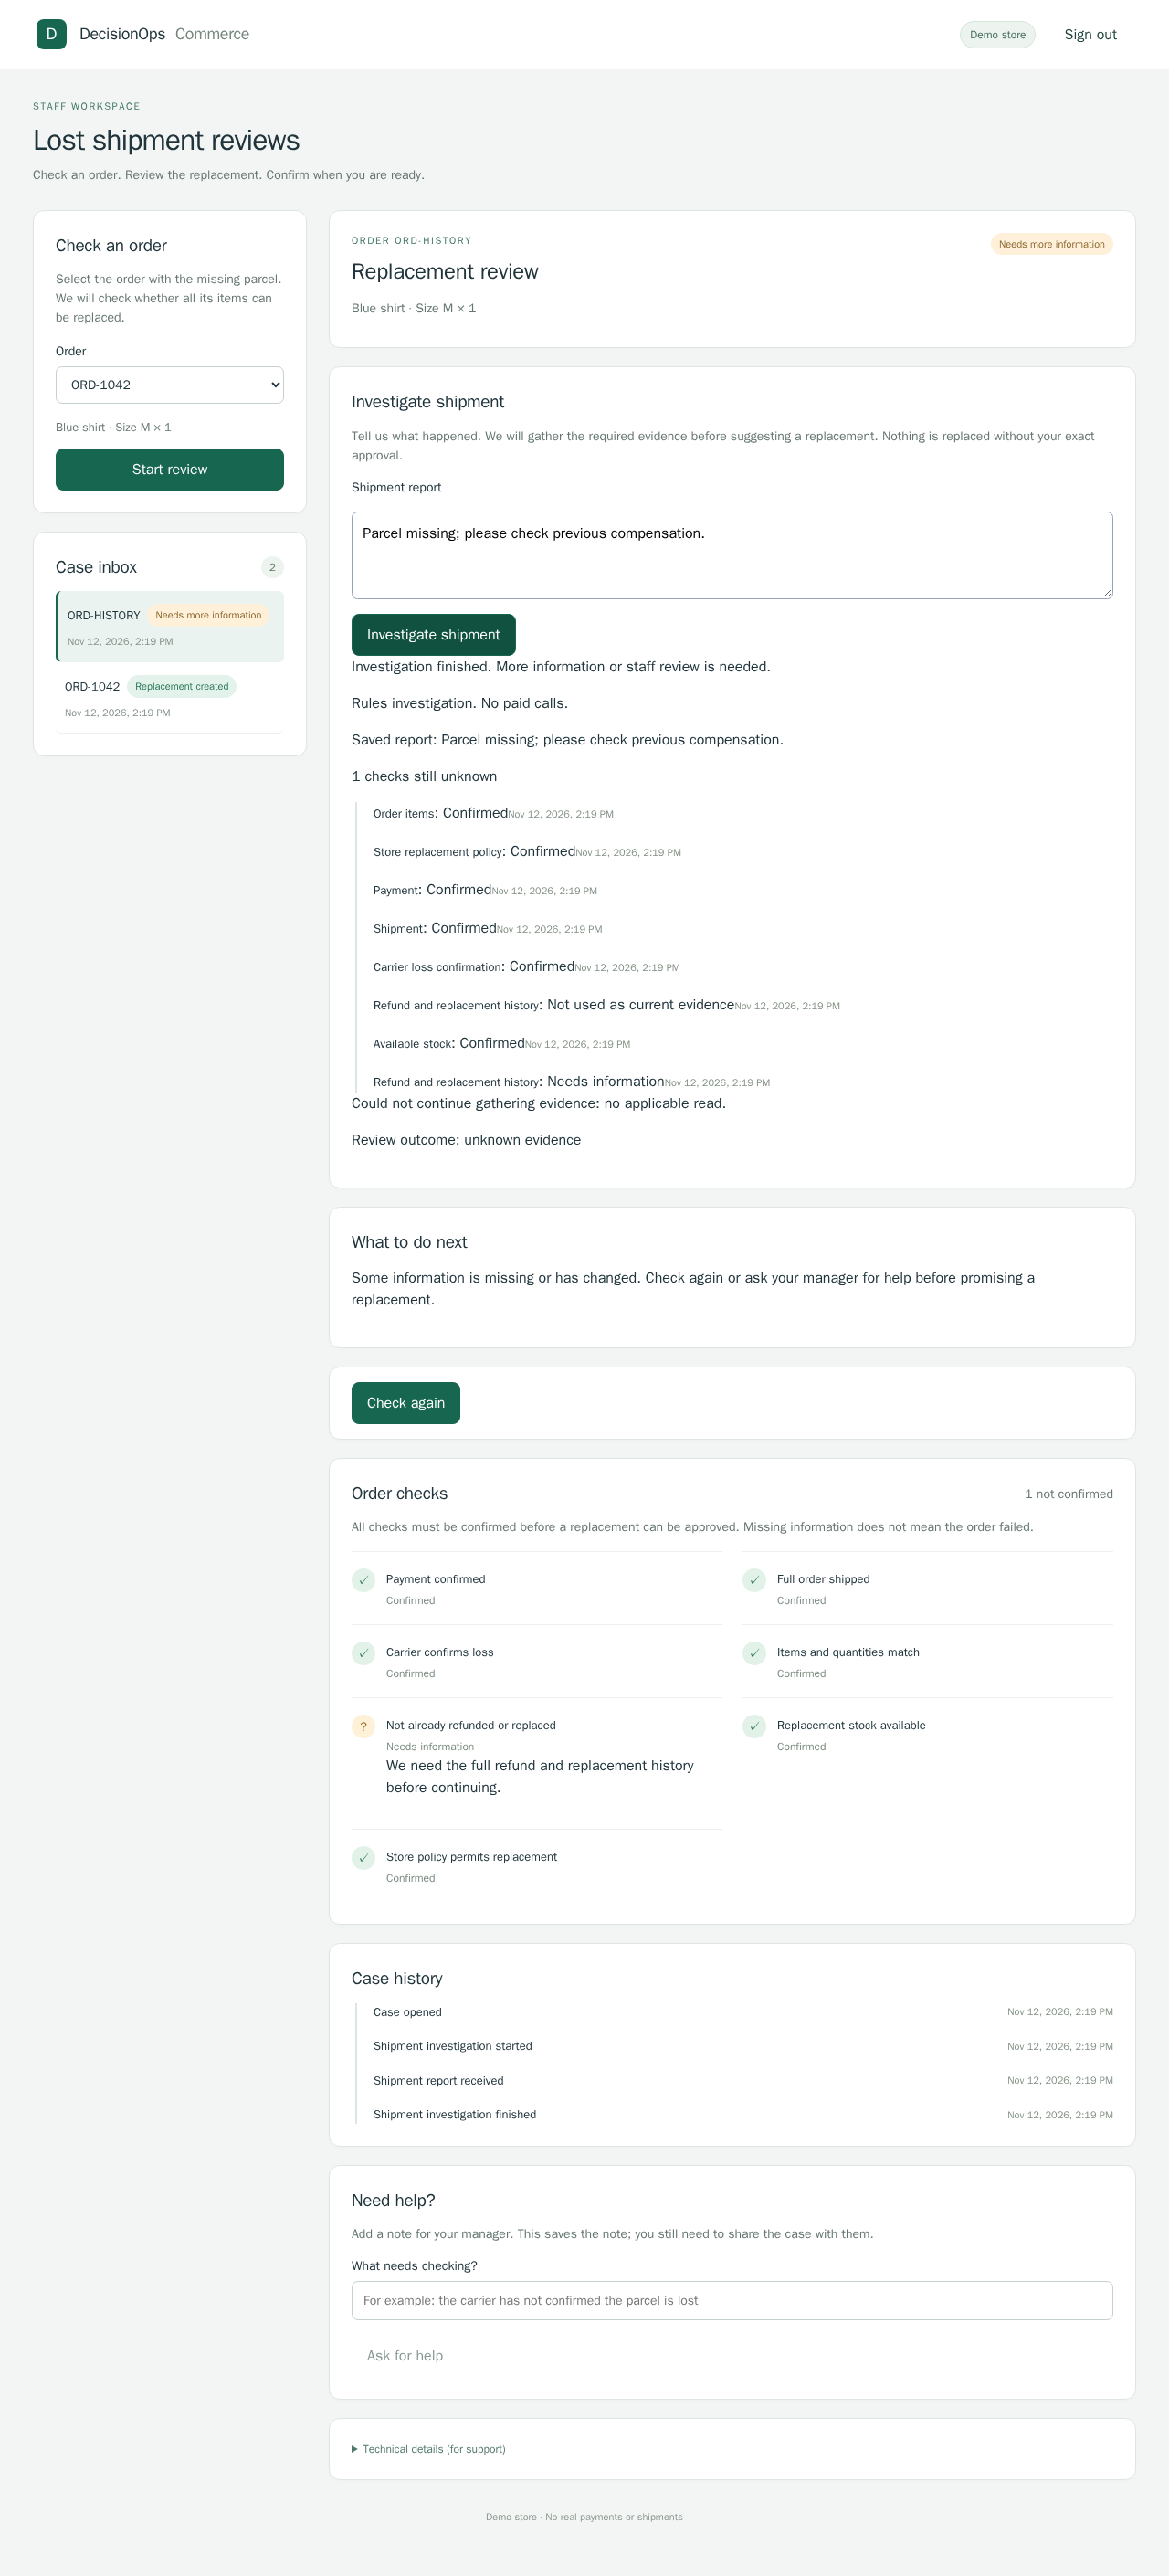 D DecisionOps Commerce
Demo store
Sign out
STAFF WORKSPACE
Lost shipment reviews
Check an order. Review the replacement. Confirm when you are ready.
Check an order
Select the order with the missing parcel.
We will check whether all its items can
be replaced.
Order
ORD-1042
Blue shirt · Size M × 1
Start review
Case inbox
2
ORD-HISTORY Needs more information
Nov 12, 2026, 2:19 PM
ORD-1042 Replacement created
Nov 12, 2026, 2:19 PM
ORDER ORD-HISTORY
Needs more information
Replacement review
Blue shirt · Size M × 1
Investigate shipment
Tell us what happened. We will gather the required evidence before suggesting a replacement. Nothing is replaced without your exact
approval.
Shipment report
Parcel missing; please check previous compensation.
Investigate shipment
Investigation finished. More information or staff review is needed.
Rules investigation. No paid calls.
Saved report: Parcel missing; please check previous compensation.
1 checks still unknown
Order items: ConfirmedNov 12, 2026, 2:19 PM
Store replacement policy: ConfirmedNov 12, 2026, 2:19 PM
Payment: ConfirmedNov 12, 2026, 2:19 PM
Shipment: ConfirmedNov 12, 2026, 2:19 PM
Carrier loss confirmation: ConfirmedNov 12, 2026, 2:19 PM
Refund and replacement history: Not used as current evidenceNov 12, 2026, 2:19 PM
Available stock: ConfirmedNov 12, 2026, 2:19 PM
Refund and replacement history: Needs informationNov 12, 2026, 2:19 PM
Could not continue gathering evidence: no applicable read.
Review outcome: unknown evidence
What to do next
Some information is missing or has changed. Check again or ask your manager for help before promising a
replacement.
Check again
Order checks
1 not confirmed
All checks must be confirmed before a replacement can be approved. Missing information does not mean the order failed.
✓ Payment confirmed
Confirmed
✓ Full order shipped
Confirmed
✓ Carrier confirms loss
Confirmed
✓ Items and quantities match
Confirmed
? Not already refunded or replaced
Needs information
We need the full refund and replacement history
before continuing.
✓ Replacement stock available
Confirmed
✓ Store policy permits replacement
Confirmed
Case history
Case opened Nov 12, 2026, 2:19 PM
Shipment investigation started Nov 12, 2026, 2:19 PM
Shipment report received Nov 12, 2026, 2:19 PM
Shipment investigation finished Nov 12, 2026, 2:19 PM
Need help?
Add a note for your manager. This saves the note; you still need to share the case with them.
What needs checking?
For example: the carrier has not confirmed the parcel is lost
Ask for help
Technical details (for support)
Demo store · No real payments or shipments